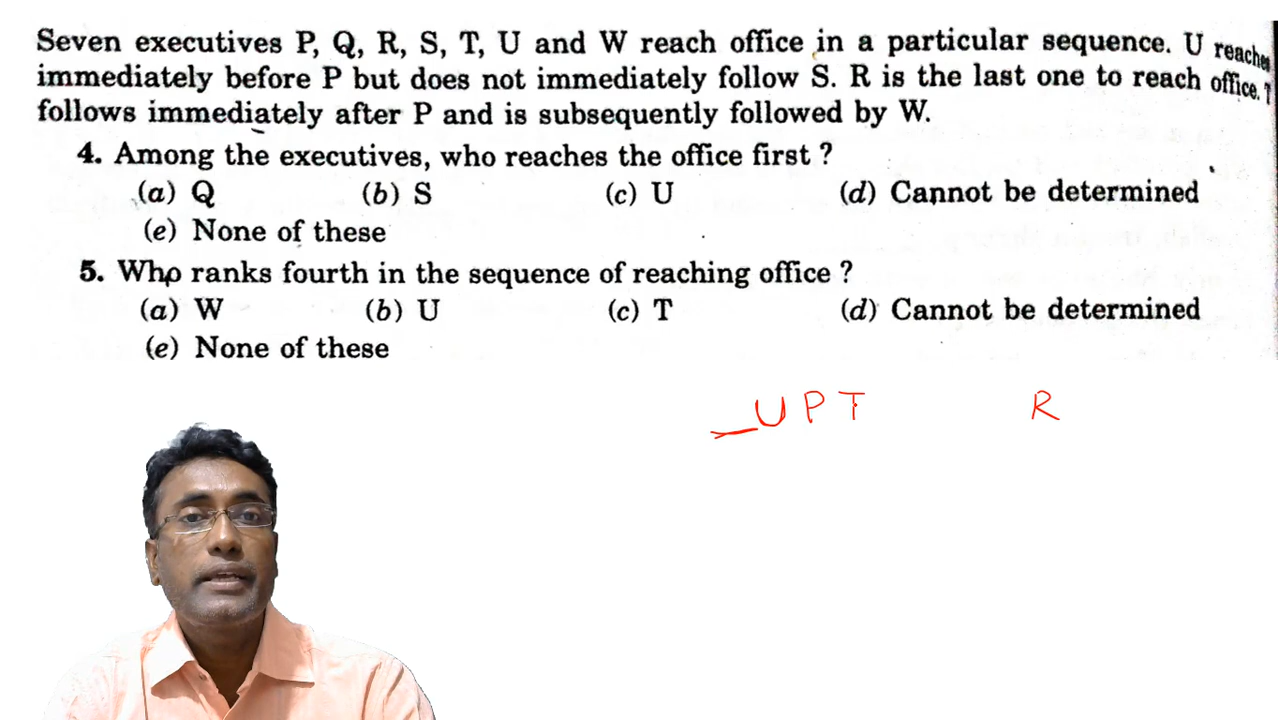 Seven executives P, Q, R, S, T, U and W reach office in a particular sequence. U reaches
immediately before P but does not immediately follow S. R is the last one to reach office. T
follows immediately after P and is subsequently followed by W.
4. Among the executives, who reaches the office first ?
(a) Q (b) S (c) U (d) Cannot be determined
(e) None of these
5. Who ranks fourth in the sequence of reaching office ?
(a) W (b) U (c) T (d) Cannot be determined
(e) None of these
_ U P T R